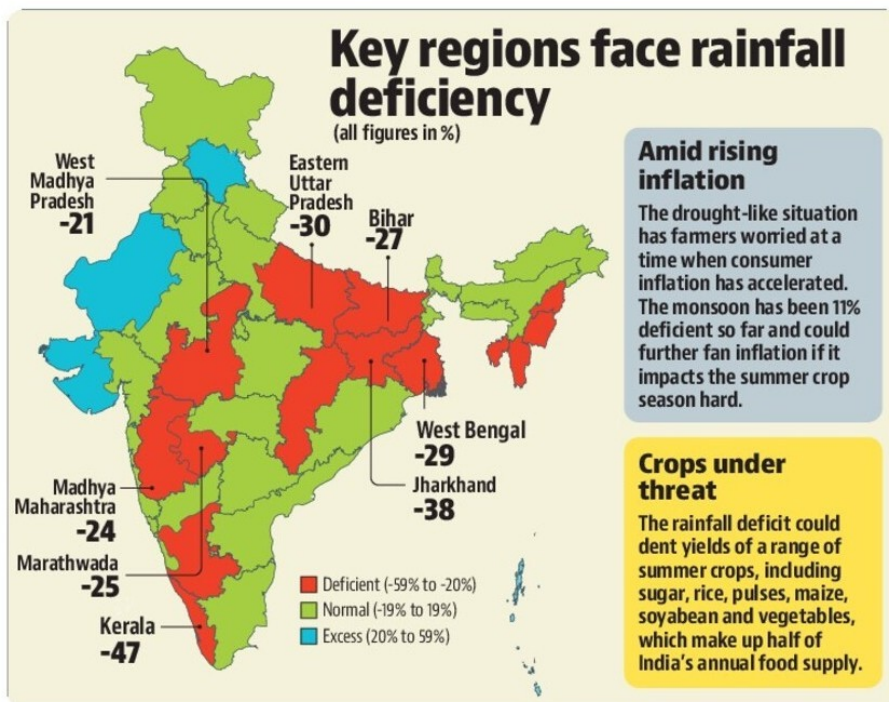 Key regions face rainfall
deficiency
(all figures in %)
West
Madhya
Pradesh
-21
Eastern
Uttar
Pradesh
-30
Bihar
-27
West Bengal
-29
Jharkhand
-38
Madhya
Maharashtra
-24
Marathwada
-25
Kerala
-47
Deficient (-59% to -20%)
Normal (-19% to 19%)
Excess (20% to 59%)
Amid rising
inflation
The drought-like situation
has farmers worried at a
time when consumer
inflation has accelerated.
The monsoon has been 11%
deficient so far and could
further fan inflation if it
impacts the summer crop
season hard.
Crops under
threat
The rainfall deficit could
dent yields of a range of
summer crops, including
sugar, rice, pulses, maize,
soyabean and vegetables,
which make up half of
India's annual food supply.